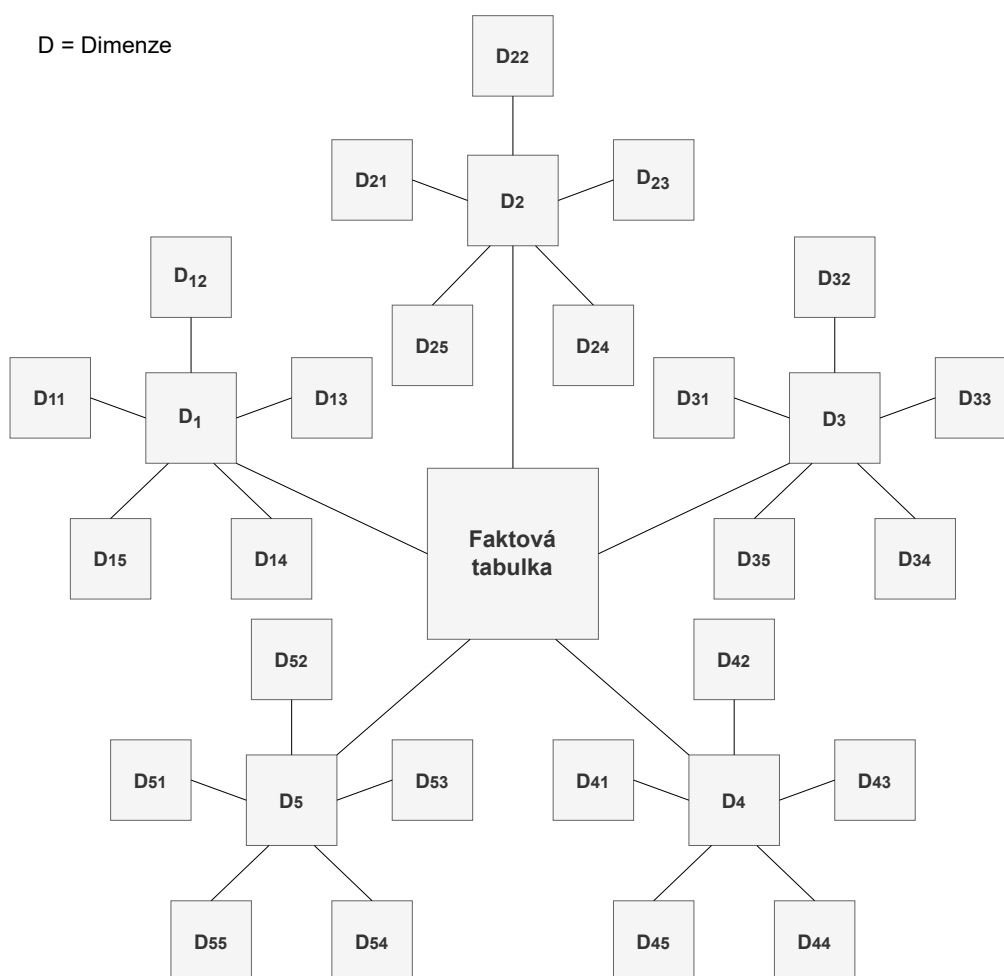 D = Dimenze
D22
D21
D2
D23
D12
D32
D25
D24
D11
D1
D13
D31
D3
D33
Faktová
tabulka
D15
D14
D35
D34
D52
D42
D51
D5
D53
D41
D4
D43
D55
D54
D45
D44